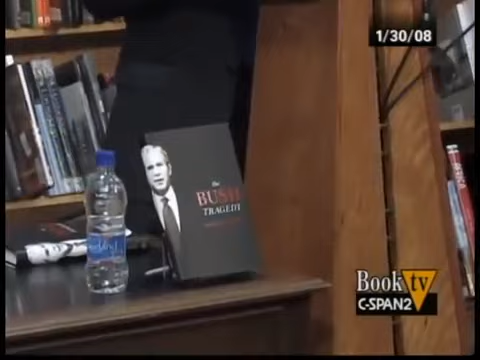 1/30/08
The
BUSH
TRAGEDY
Book tv
C-SPAN2